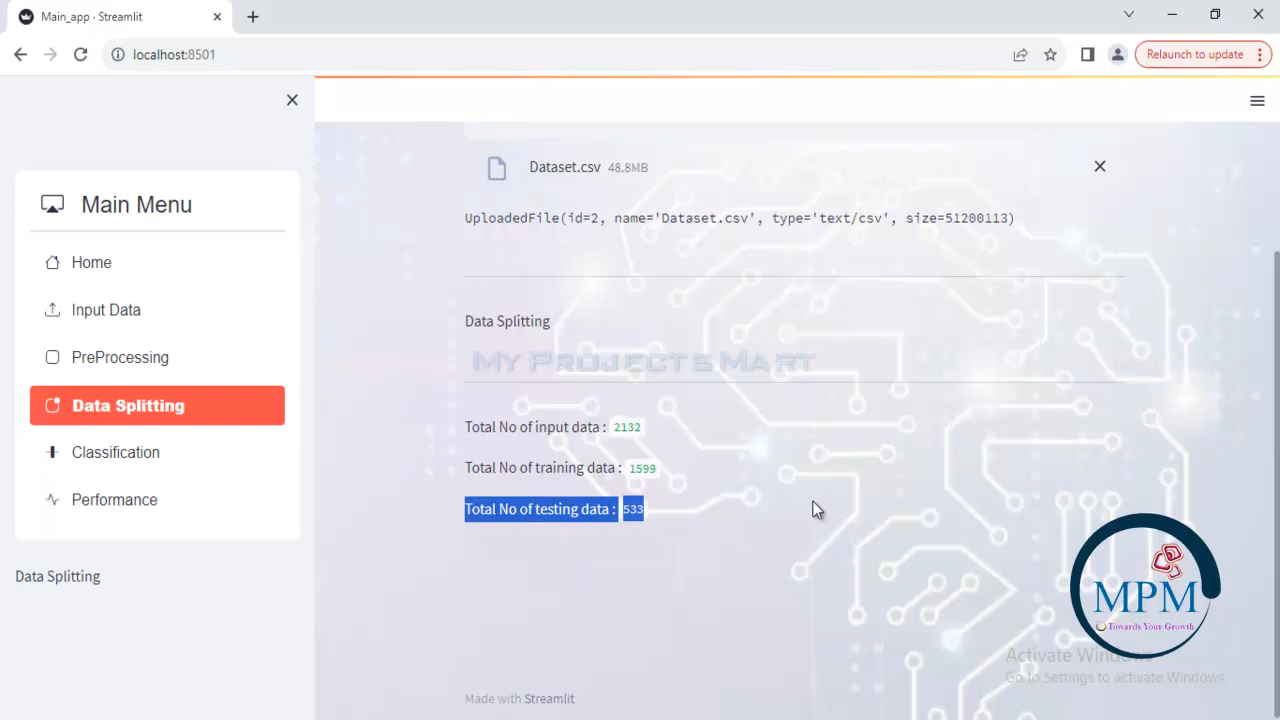 Main_app · Streamlit
localhost:8501
Relaunch to update
Main Menu
Home
Input Data
PreProcessing
Data Splitting
Classification
Performance
Data Splitting
Dataset.csv 48.8MB
UploadedFile(id=2, name='Dataset.csv', type='text/csv', size=51200113)
Data Splitting
My Projects Mart
Total No of input data : 2132
Total No of training data : 1599
Total No of testing data : 533
Made with Streamlit
MPM
Towards Your Growth
Activate Windows
Go to Settings to activate Windows.